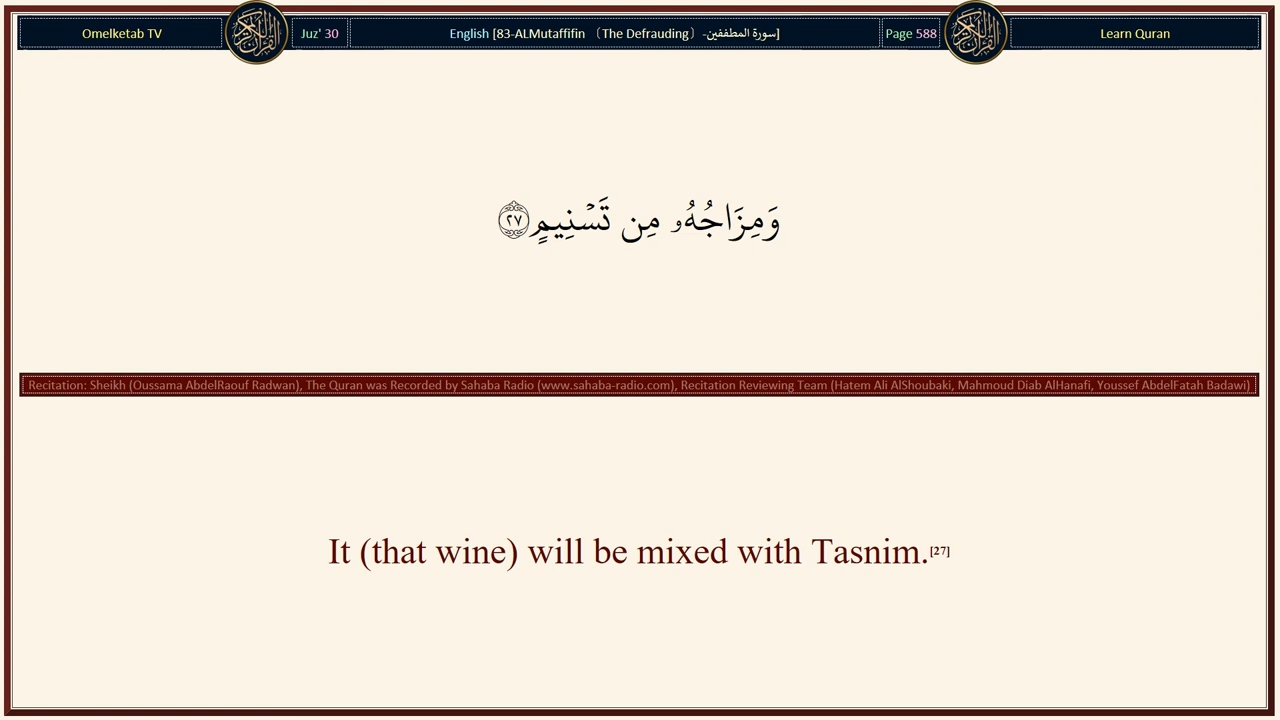 Omelketab TV
Juz' 30
English [83-ALMutaffifin 〔The Defrauding〕 -سورة المطففين]
Page 588
Learn Quran
وَمِزَاجُهُۥ مِن تَسۡنِيمٍ ٢٧
Recitation: Sheikh (Oussama AbdelRaouf Radwan), The Quran was Recorded by Sahaba Radio (www.sahaba-radio.com), Recitation Reviewing Team (Hatem Ali AlShoubaki, Mahmoud Diab AlHanafi, Youssef AbdelFatah Badawi)
It (that wine) will be mixed with Tasnim.[27]